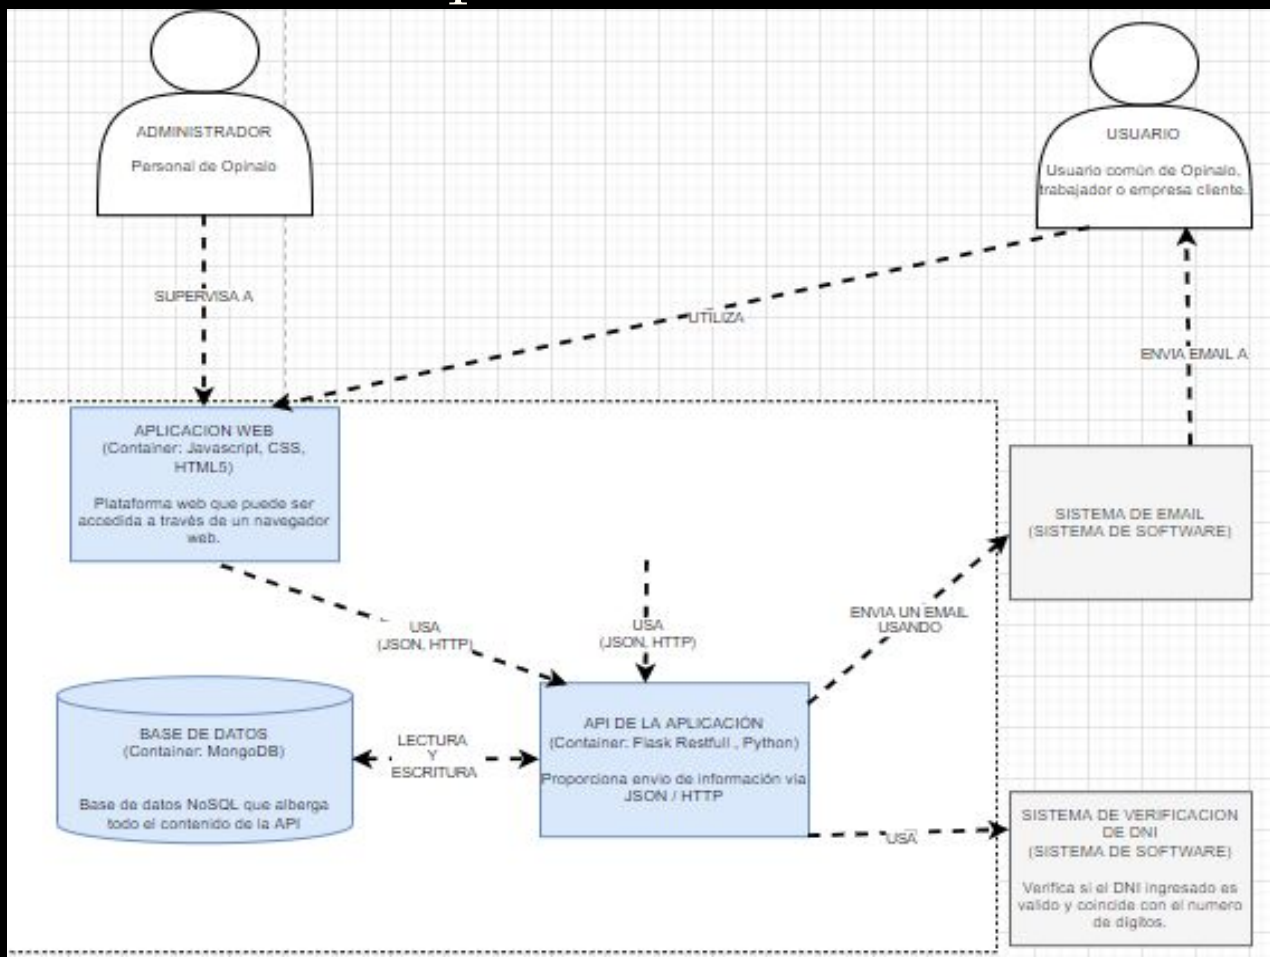 ADMINISTRADOR
Personal de Opinalo
USUARIO
Usuario común de Opinalo,
trabajador o empresa cliente.
SUPERVISA A
UTILIZA
ENVIA EMAIL A
APLICACION WEB
(Container: Javascript, CSS,
HTML5)
Plataforma web que puede ser
accedida a través de un navegador
web.
SISTEMA DE EMAIL
(SISTEMA DE SOFTWARE)
USA
(JSON, HTTP)
USA
(JSON, HTTP)
ENVIA UN EMAIL
USANDO
BASE DE DATOS
(Container: MongoDB)
Base de datos NoSQL que alberga
todo el contenido de la API
LECTURA
Y
ESCRITURA
API DE LA APLICACIÓN
(Container: Flask Restfull , Python)
Proporciona envio de información via
JSON / HTTP
USA
SISTEMA DE VERIFICACION
DE DNI
(SISTEMA DE SOFTWARE)
Verifica si el DNI ingresado es
valido y coincide con el numero
de digitos.